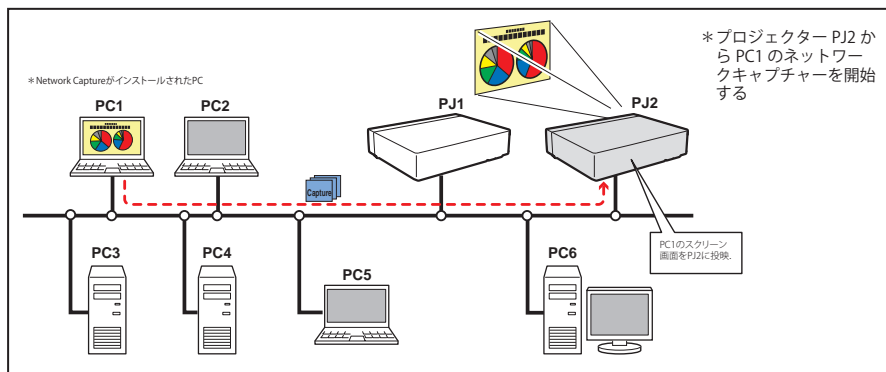 ＊Network CaptureがインストールされたPC
PC1
PC2
PJ1
PJ2
＊プロジェクター PJ2 か
ら PC1 のネットワー
クキャプチャーを開始
する
Capture
PC1のスクリーン
画面をPJ2に投映.
PC3
PC4
PC5
PC6